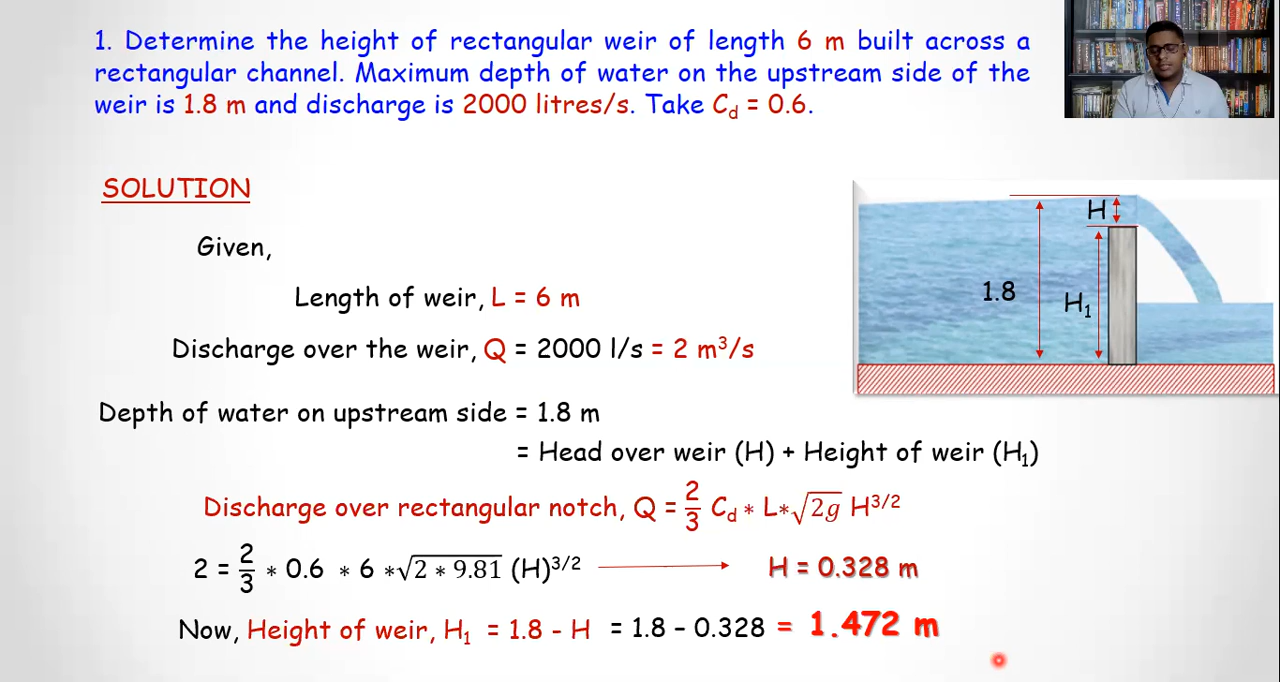 1. Determine the height of rectangular weir of length 6 m built across a
rectangular channel. Maximum depth of water on the upstream side of the
weir is 1.8 m and discharge is 2000 litres/s. Take C_d = 0.6.
SOLUTION
Given,
Length of weir, L = 6 m
Discharge over the weir, Q = 2000 l/s = 2 m³/s
Depth of water on upstream side = 1.8 m
= Head over weir (H) + Height of weir (H₁)
Discharge over rectangular notch, Q = 2/3 C_d * L*√2g H^3/2
2 = 2/3 * 0.6 * 6 *√2 * 9.81 (H)^3/2 → H = 0.328 m
Now, Height of weir, H₁ = 1.8 - H = 1.8 – 0.328 = 1.472 m
H
1.8
H₁